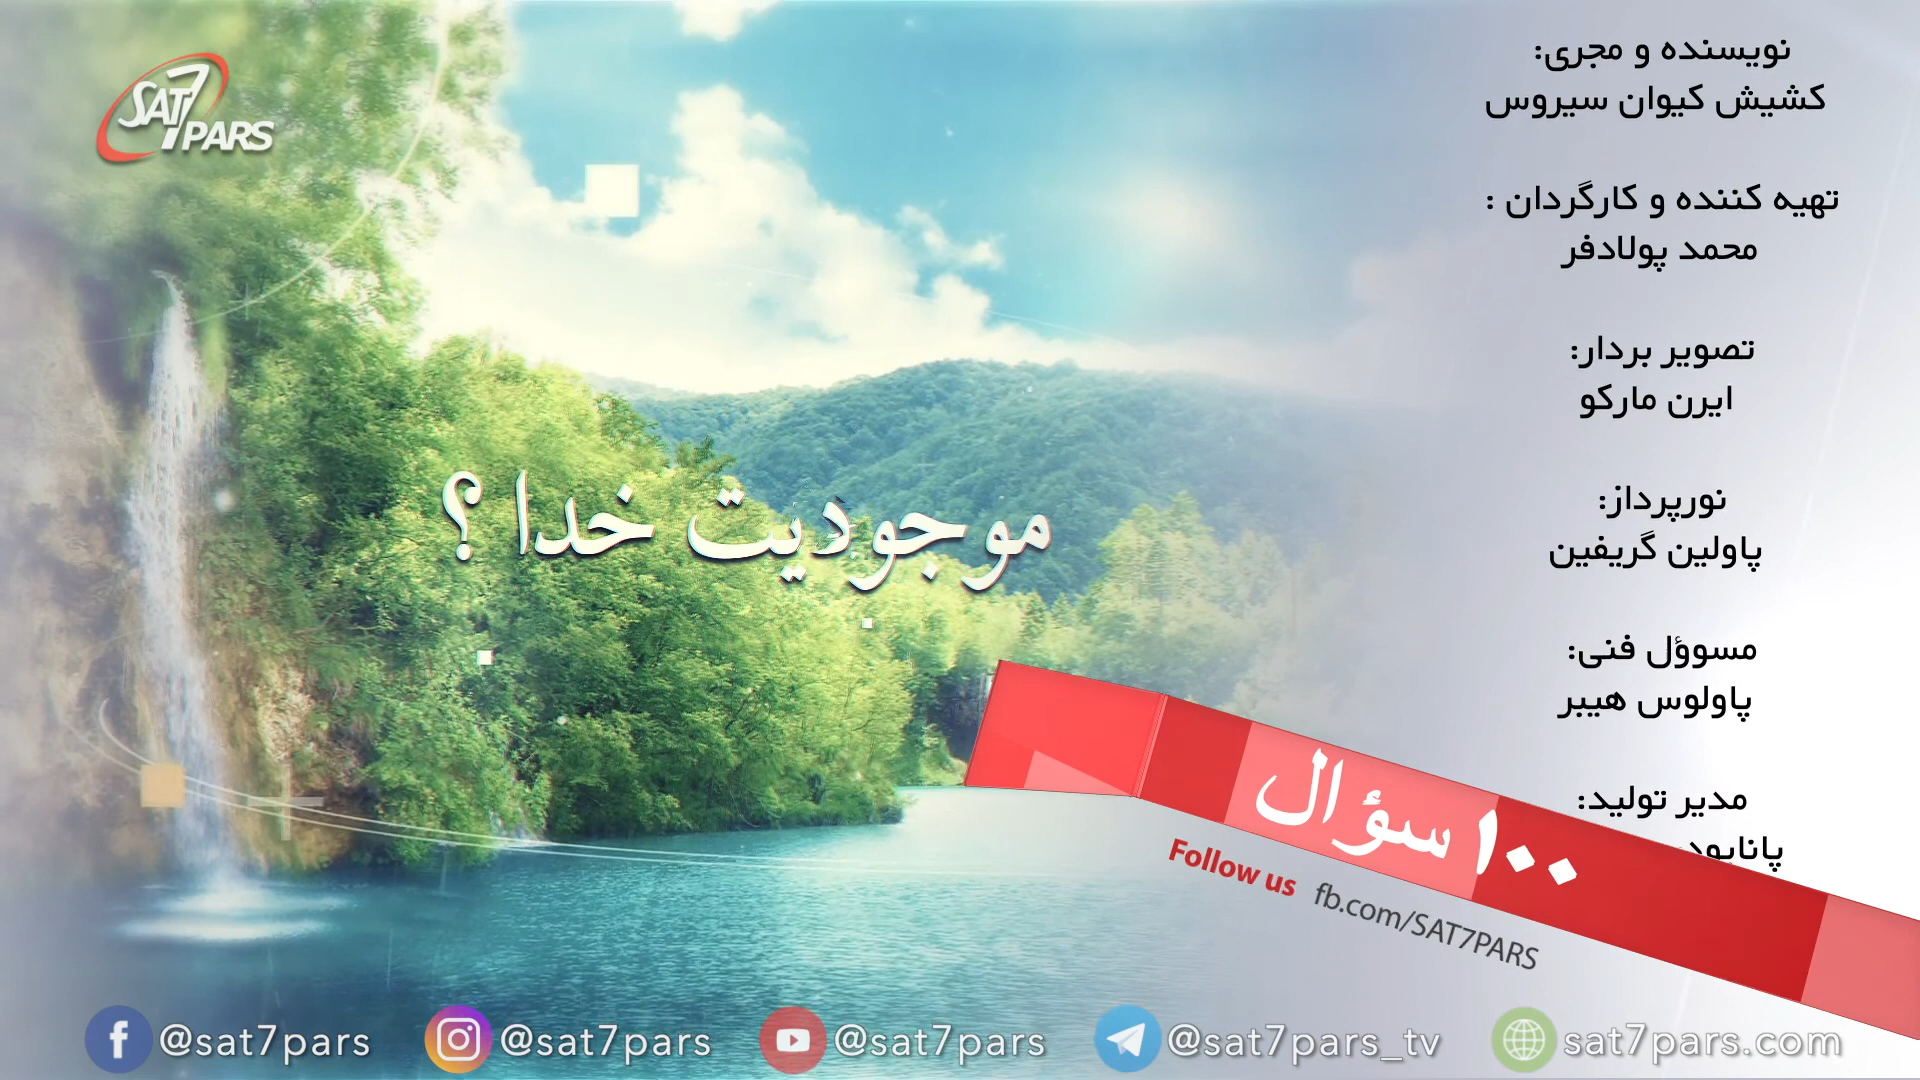 SAT
7
PARS
نویسنده و مجری:
کشیش کیوان سیروس
تهیه کننده و کارگردان :
محمد پولادفر
تصویر بردار:
ایرن مارکو
نورپرداز:
پاولین گریفین
مسوؤل فنی:
پاولوس هیبر
مدیر تولید:
موجودیت خدا ؟
۱۰۰ سؤال
Follow us fb.com/SAT7PARS
@sat7pars
@sat7pars
@sat7pars
@sat7pars_tv
sat7pars.com